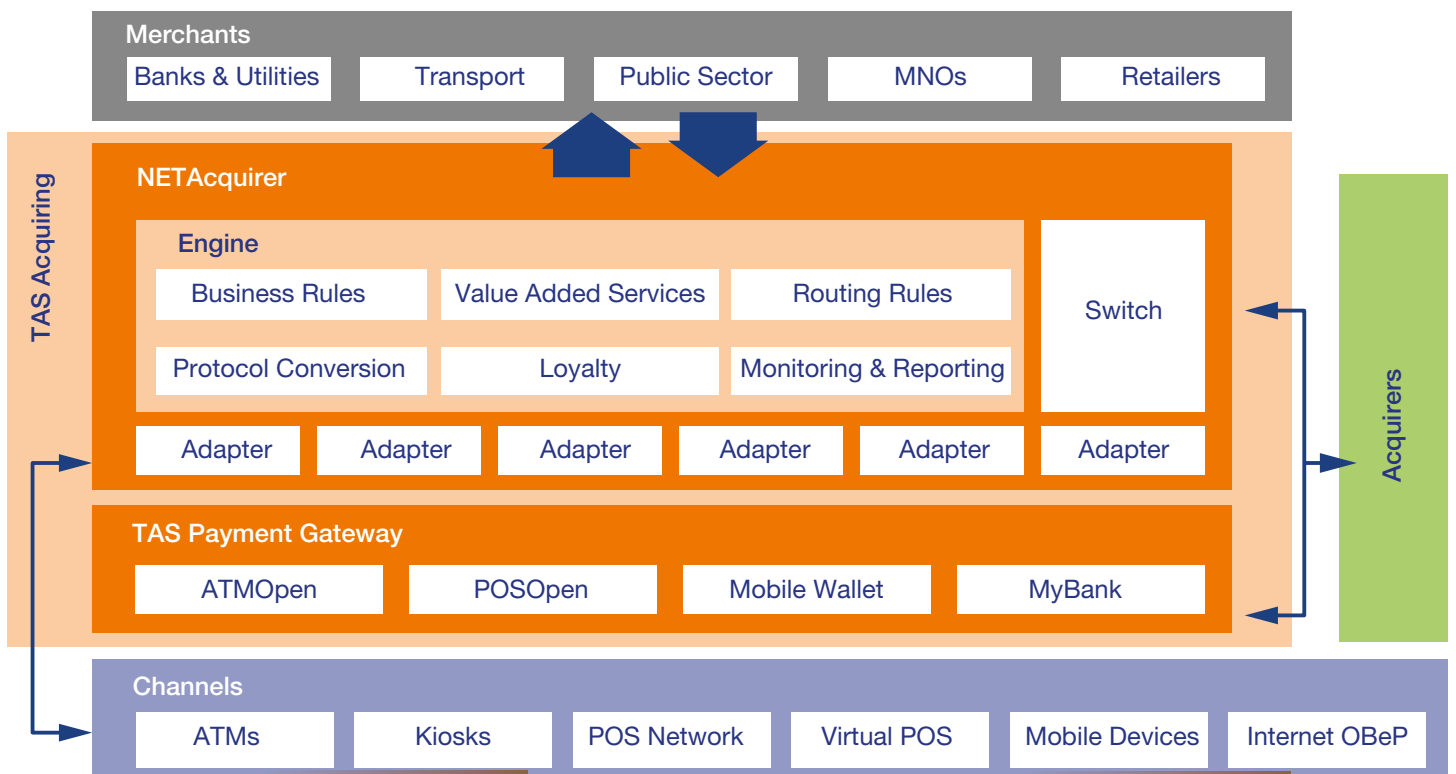 Merchants
Banks & Utilities
Transport
Public Sector
MNOs
Retailers
TAS Acquiring
NETAcquirer
Engine
Business Rules
Value Added Services
Routing Rules
Protocol Conversion
Loyalty
Monitoring & Reporting
Switch
Adapter
Adapter
Adapter
Adapter
Adapter
Adapter
Acquirers
TAS Payment Gateway
ATMOpen
POSOpen
Mobile Wallet
MyBank
Channels
ATMs
Kiosks
POS Network
Virtual POS
Mobile Devices
Internet OBeP